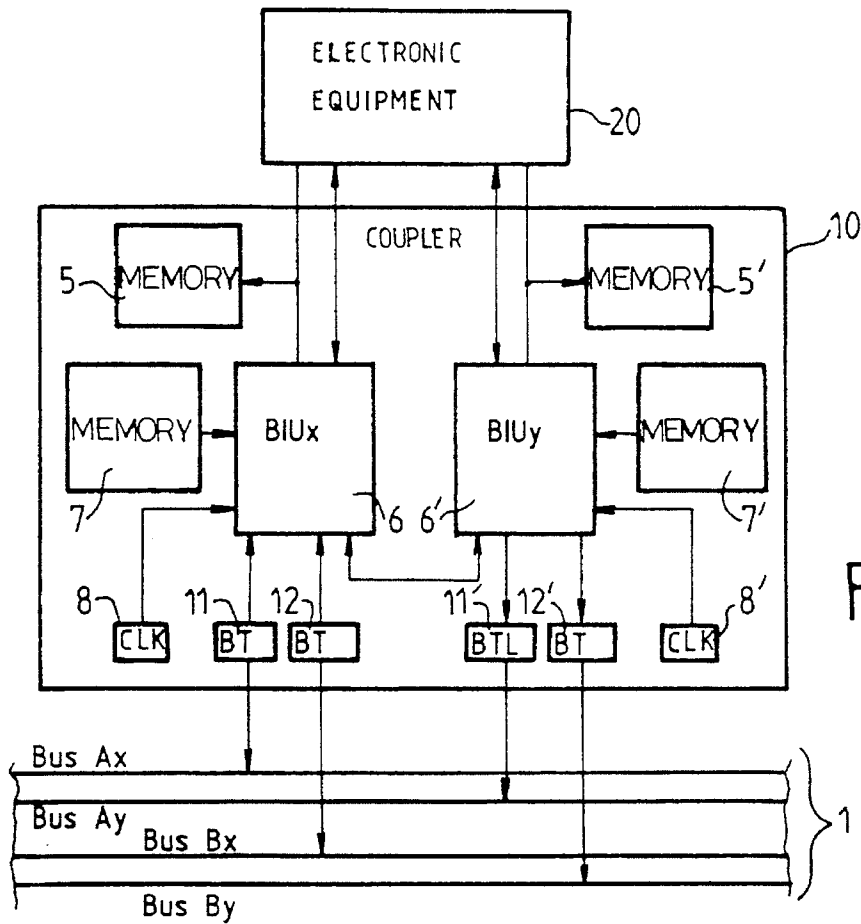 ELECTRONIC
EQUIPMENT
20
COUPLER
10
5
MEMORY
MEMORY
5'
MEMORY
BIUx
BIUy
MEMORY
7
6
6'
7'
8
11
12
11'
12'
8'
CLK
BT
BT
BTL
BT
CLK
Bus Ax
Bus Ay
Bus Bx
Bus By
1